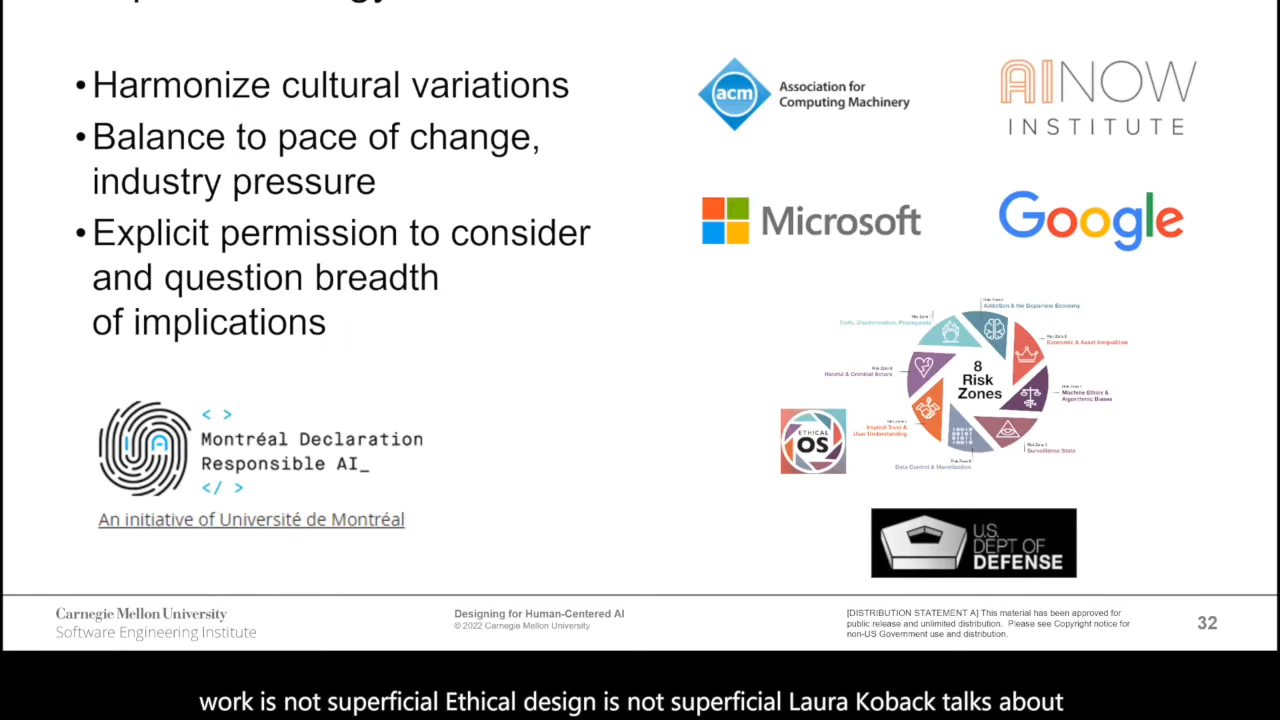 • Harmonize cultural variations
• Balance to pace of change,
industry pressure
• Explicit permission to consider
and question breadth
of implications
IA
< >
Montréal Declaration
Responsible AI_
</ >
An initiative of Université de Montréal
acm
Association for
Computing Machinery
AINOW
INSTITUTE
Microsoft
Google
Addiction & the Dopamine Economy
Economic & Asset Inequalities
Machine Ethics &
Algorithmic Biases
Surveillance State
Data Control & Monetization
Implicit Trust &
User Understanding
Hateful & Criminal Actors
Truth, Disinformation, Propaganda
8
Risk
Zones
ETHICAL
OS
U.S.
DEPT OF
DEFENSE
Carnegie Mellon University
Software Engineering Institute
Designing for Human-Centered AI
© 2022 Carnegie Mellon University
[DISTRIBUTION STATEMENT A] This material has been approved for
public release and unlimited distribution. Please see Copyright notice for
non-US Government use and distribution.
32
work is not superficial Ethical design is not superficial Laura Koback talks about